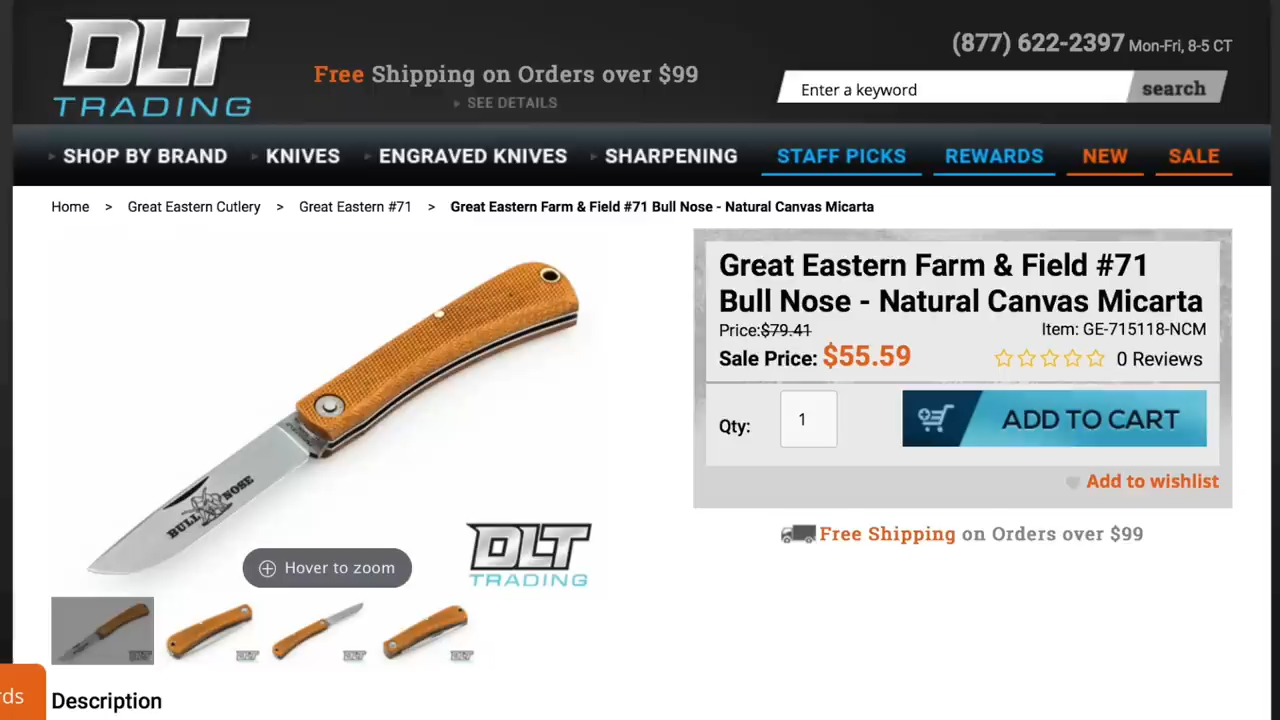 DLT
TRADING
(877) 622-2397 Mon-Fri, 8-5 CT
Free Shipping on Orders over $99
SEE DETAILS
Enter a keyword
search
SHOP BY BRAND
KNIVES
ENGRAVED KNIVES
SHARPENING
STAFF PICKS
REWARDS
NEW
SALE
Home > Great Eastern Cutlery > Great Eastern #71 > Great Eastern Farm & Field #71 Bull Nose - Natural Canvas Micarta
BULL NOSE
DLT
TRADING
Hover to zoom
Great Eastern Farm & Field #71
Bull Nose - Natural Canvas Micarta
Price:$79.41
Item: GE-715118-NCM
Sale Price: $55.59
0 Reviews
Qty:
1
ADD TO CART
Add to wishlist
Free Shipping on Orders over $99
DLT
DLT
DLT
DLT
rds
Description